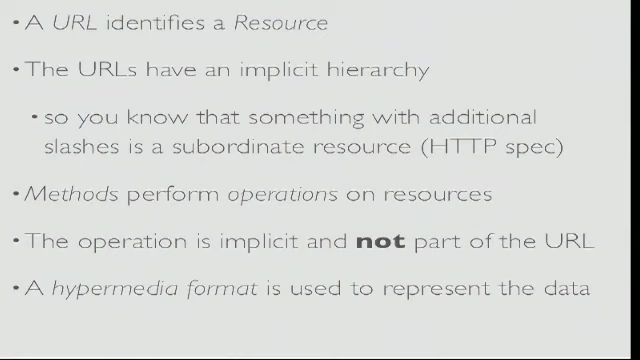 • A URL identifies a Resource
• The URLs have an implicit hierarchy
• so you know that something with additional
slashes is a subordinate resource (HTTP spec)
• Methods perform operations on resources
• The operation is implicit and not part of the URL
• A hypermedia format is used to represent the data